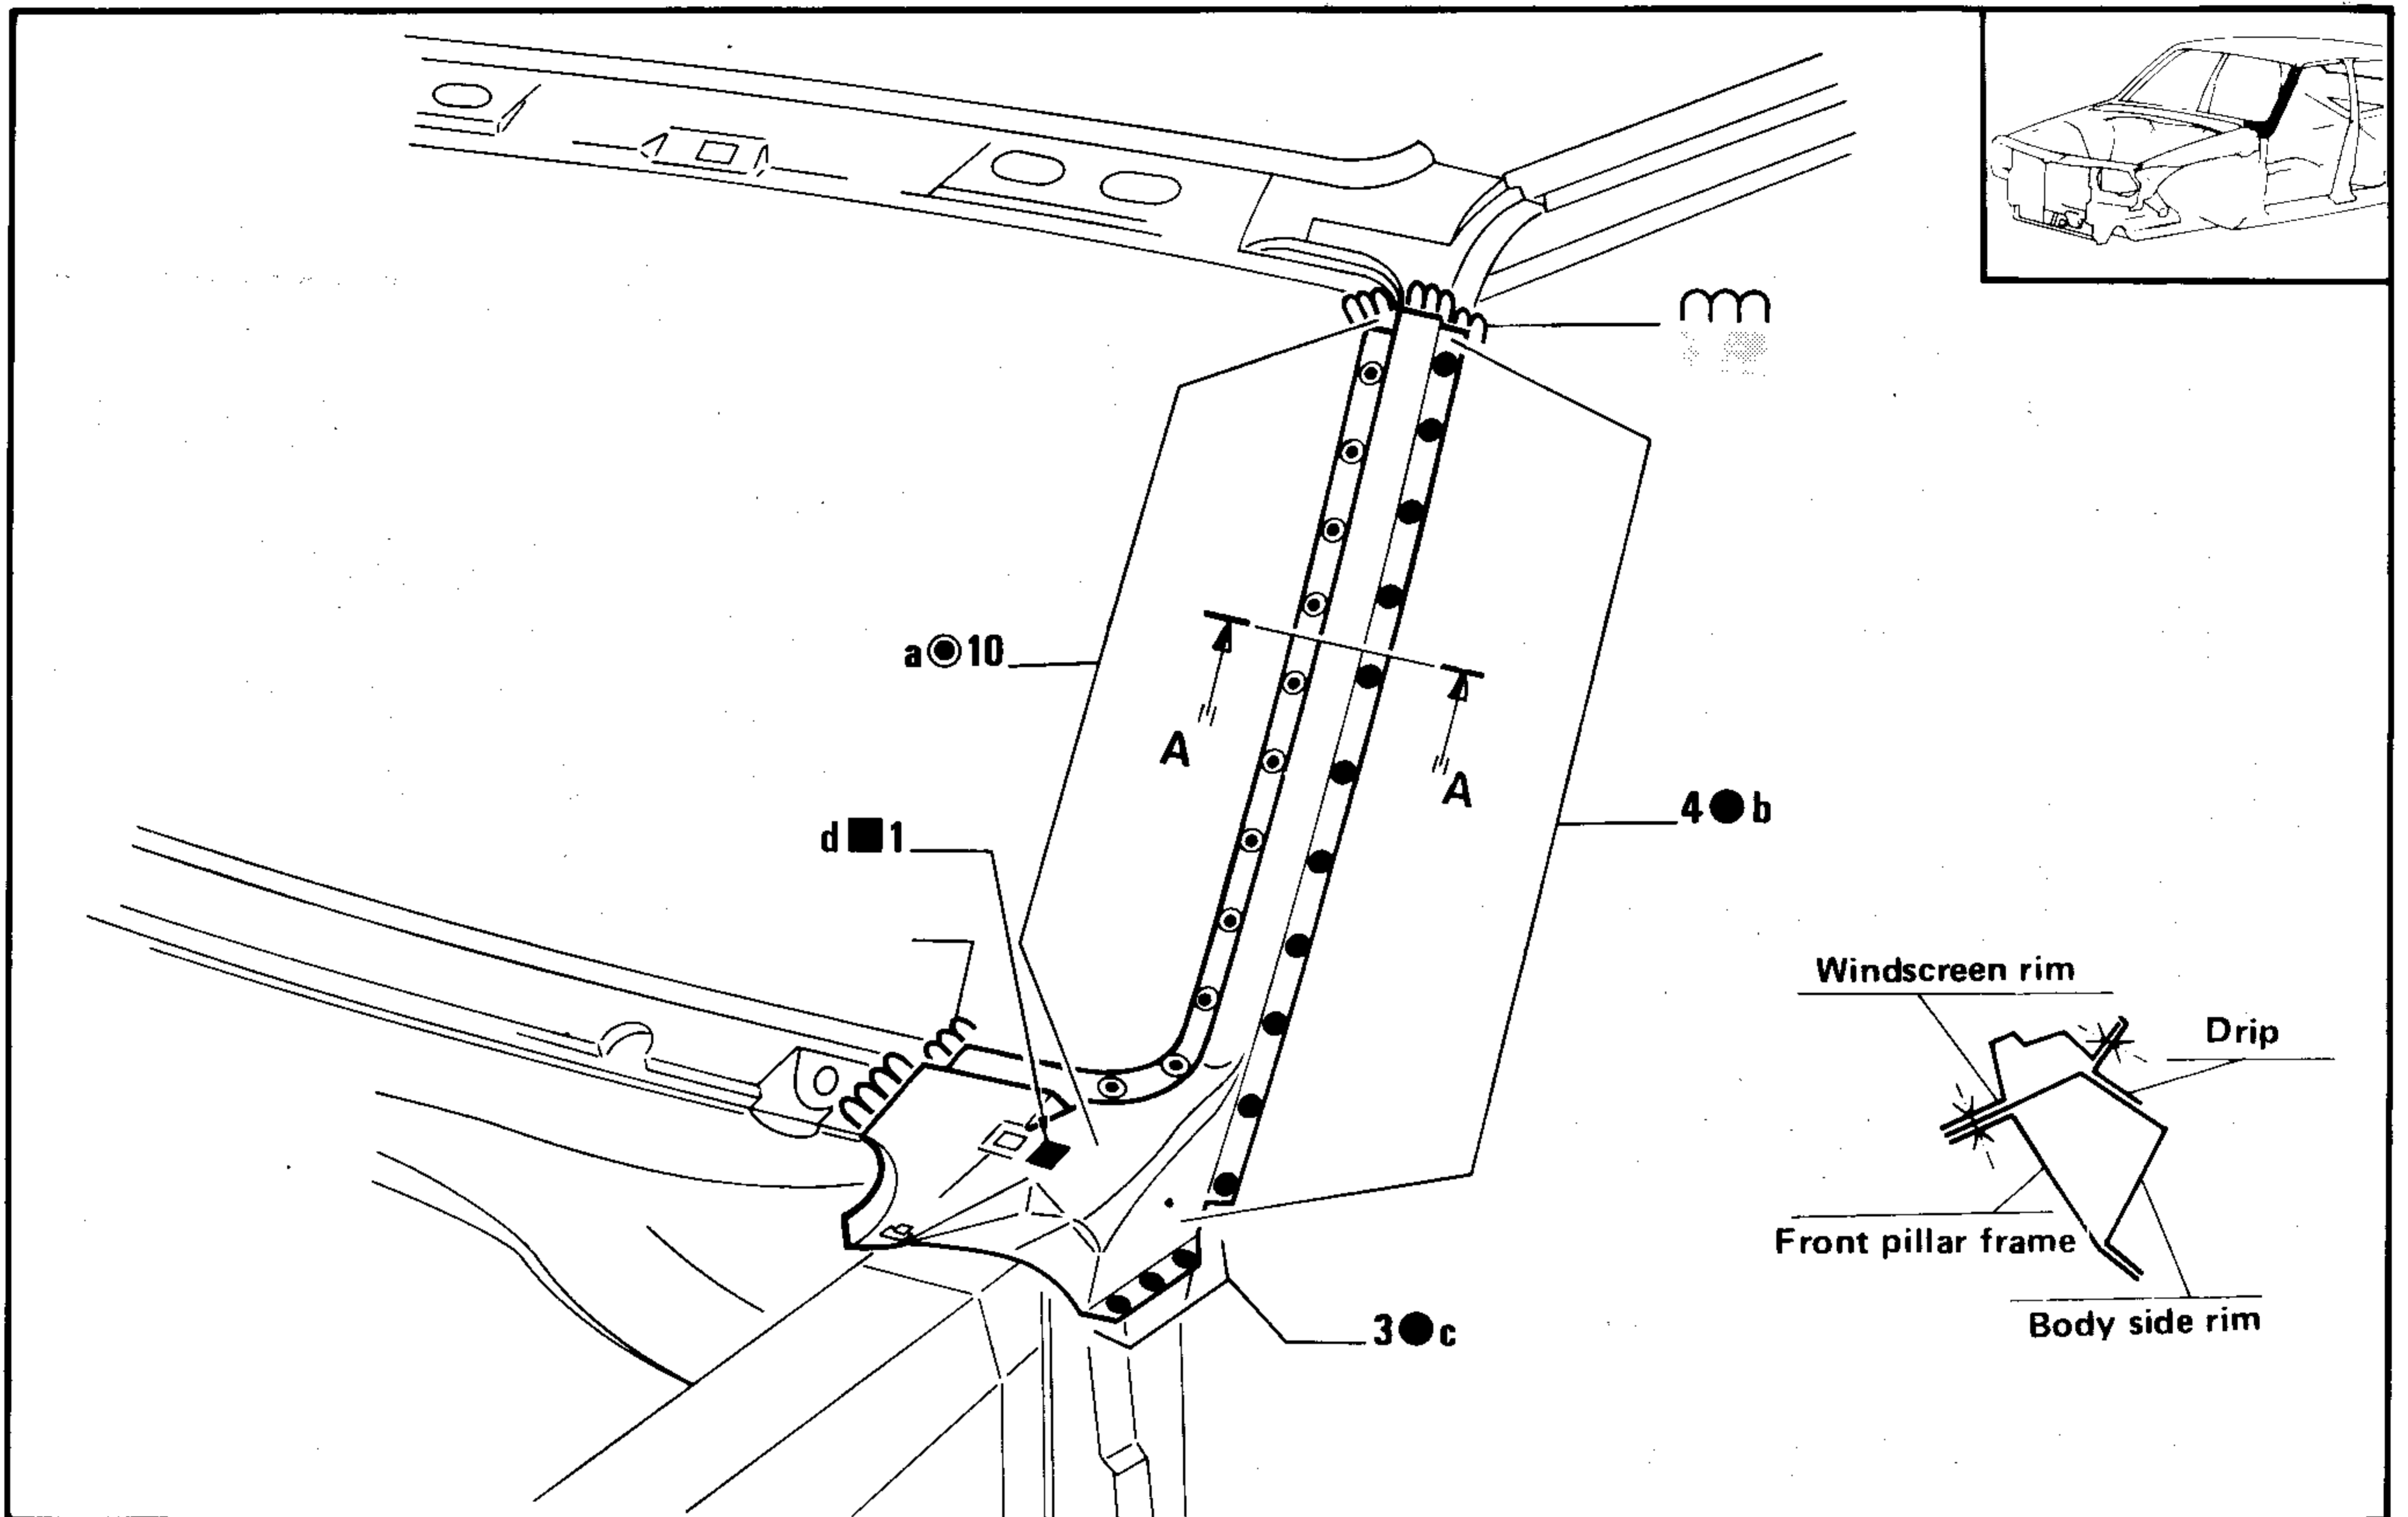 a 10
A
A
d 1
4 b
Windscreen rim
Drip
Front pillar frame
Body side rim
3 c